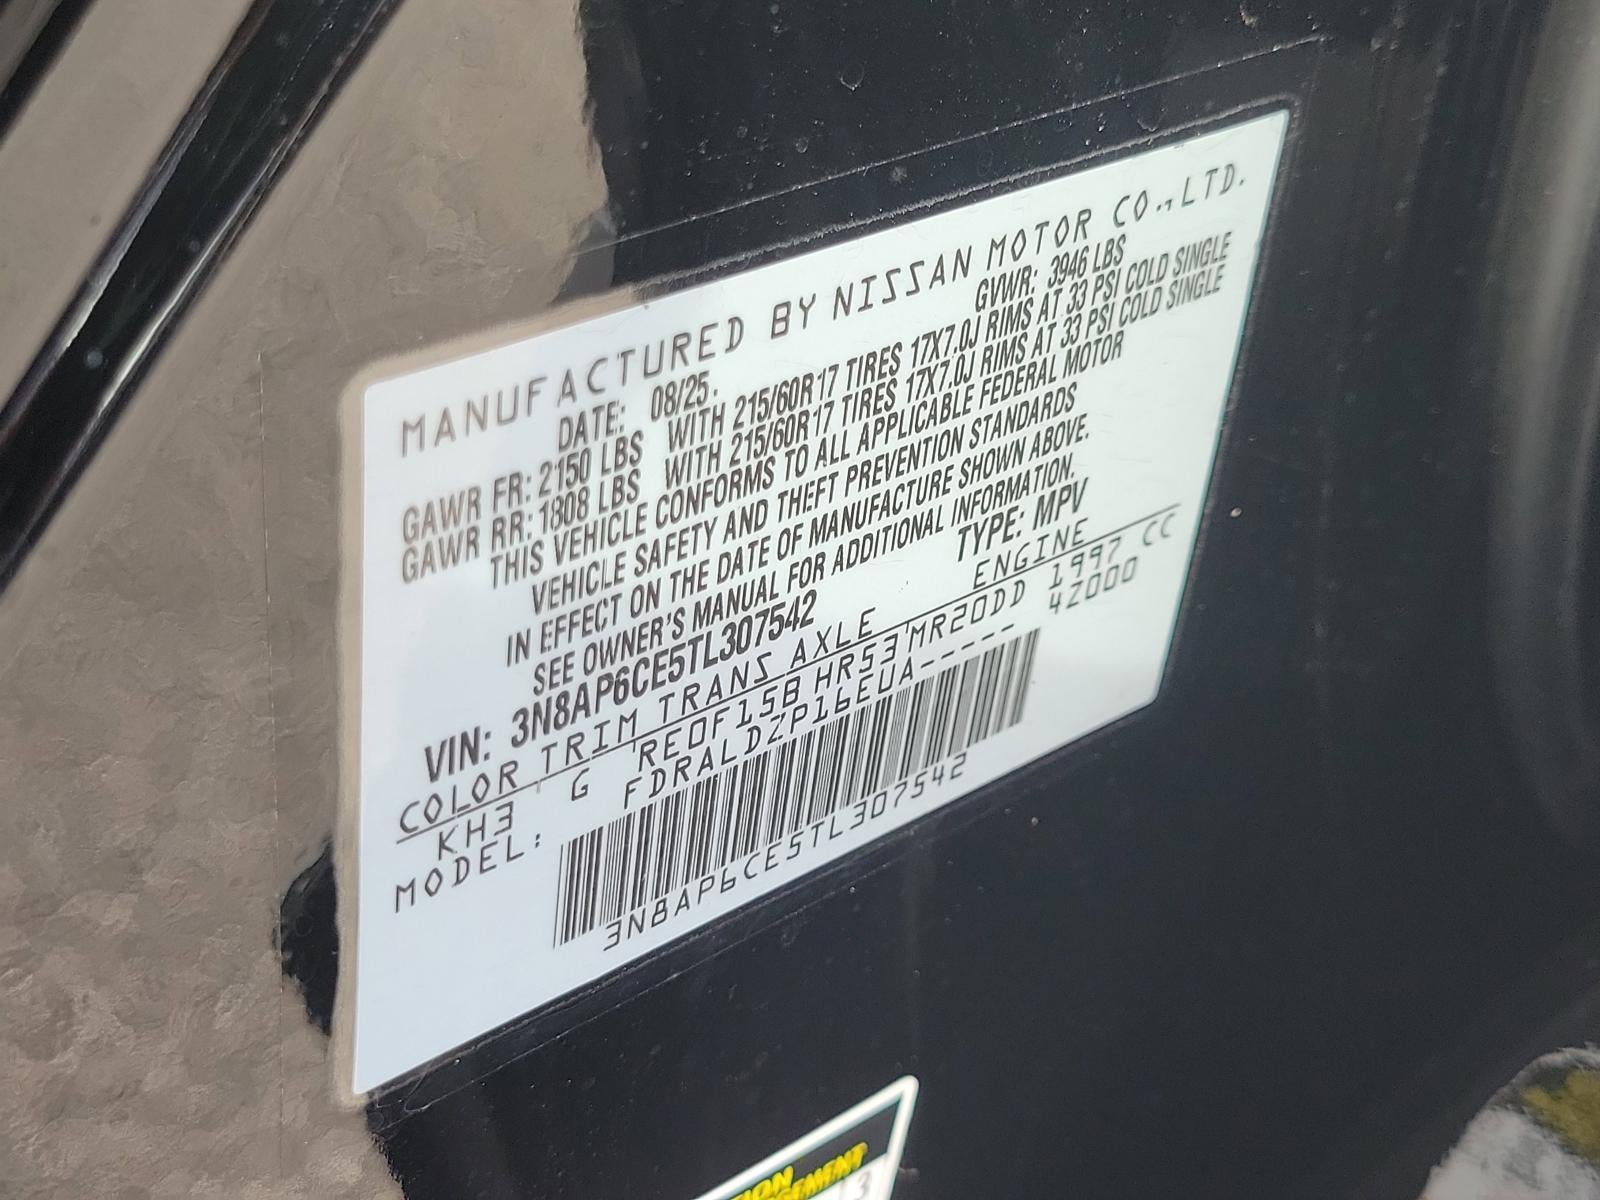 MANUFACTURED BY NISSAN MOTOR CO., LTD.
DATE: 08/25. GVWR: 3946 LBS
GAWR FR: 2150 LBS WITH 215/60R17 TIRES 17X7.0J RIMS AT 33 PSI COLD SINGLE
GAWR RR: 1808 LBS WITH 215/60R17 TIRES 17X7.0J RIMS AT 33 PSI COLD SINGLE
THIS VEHICLE CONFORMS TO ALL APPLICABLE FEDERAL MOTOR
VEHICLE SAFETY AND THEFT PREVENTION STANDARDS
IN EFFECT ON THE DATE OF MANUFACTURE SHOWN ABOVE.
SEE OWNER'S MANUAL FOR ADDITIONAL INFORMATION.
VIN: 3N8AP6CE5TL307542 TYPE: MPV
COLOR TRIM TRANS AXLE ENGINE
KH3 G RE0F15B HR53 MR20DD 1997 CC
MODEL: FDRALDZP16EUA----- 4Z000
3N8AP6CE5TL307542
3